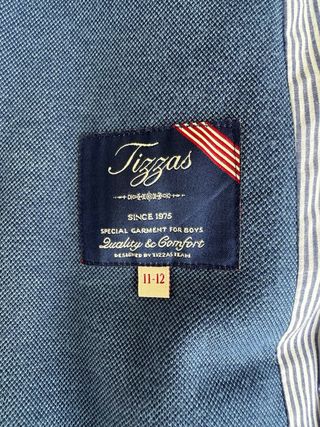 Tizzas
SINCE 1975
SPECIAL GARMENT FOR BOYS
Quality & Comfort
DESIGNED BY TIZZAS TEAM
11-12